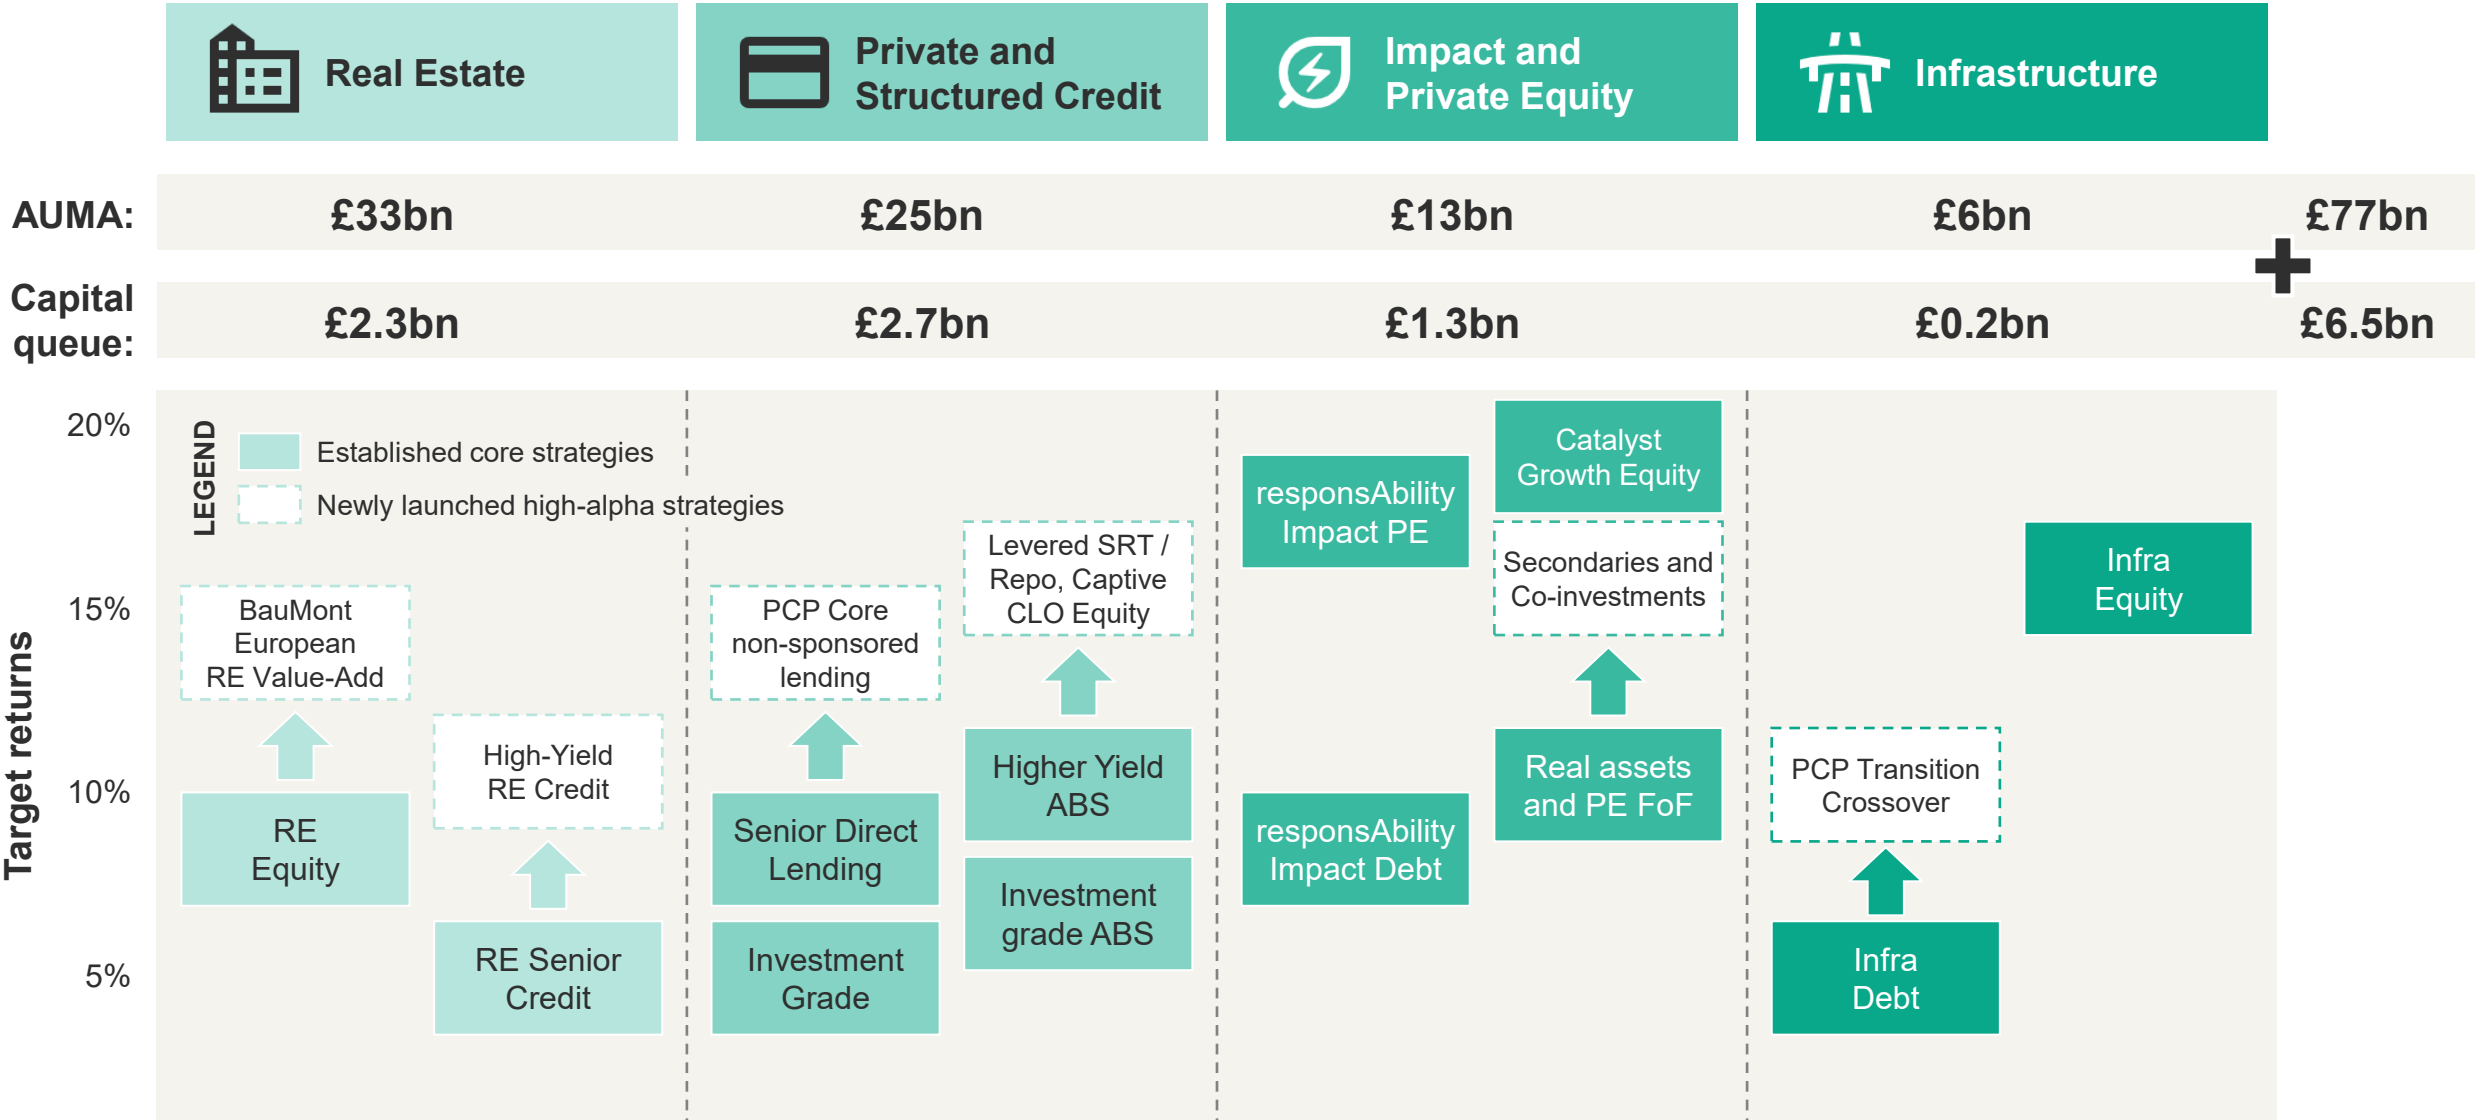 Real Estate
Private and
Structured Credit
Impact and
Private Equity
Infrastructure
AUMA:
£33bn
£25bn
£13bn
£6bn
£77bn
Capital
queue:
£2.3bn
£2.7bn
£1.3bn
£0.2bn
£6.5bn
Target returns
20%
15%
10%
5%
LEGEND
Established core strategies
Newly launched high-alpha strategies
BauMont
European
RE Value-Add
RE
Equity
High-Yield
RE Credit
RE Senior
Credit
PCP Core
non-sponsored
lending
Senior Direct
Lending
Investment
Grade
Levered SRT /
Repo, Captive
CLO Equity
Higher Yield
ABS
Investment
grade ABS
responsAbility
Impact PE
responsAbility
Impact Debt
Catalyst
Growth Equity
Secondaries and
Co-investments
Real assets
and PE FoF
PCP Transition
Crossover
Infra
Debt
Infra
Equity